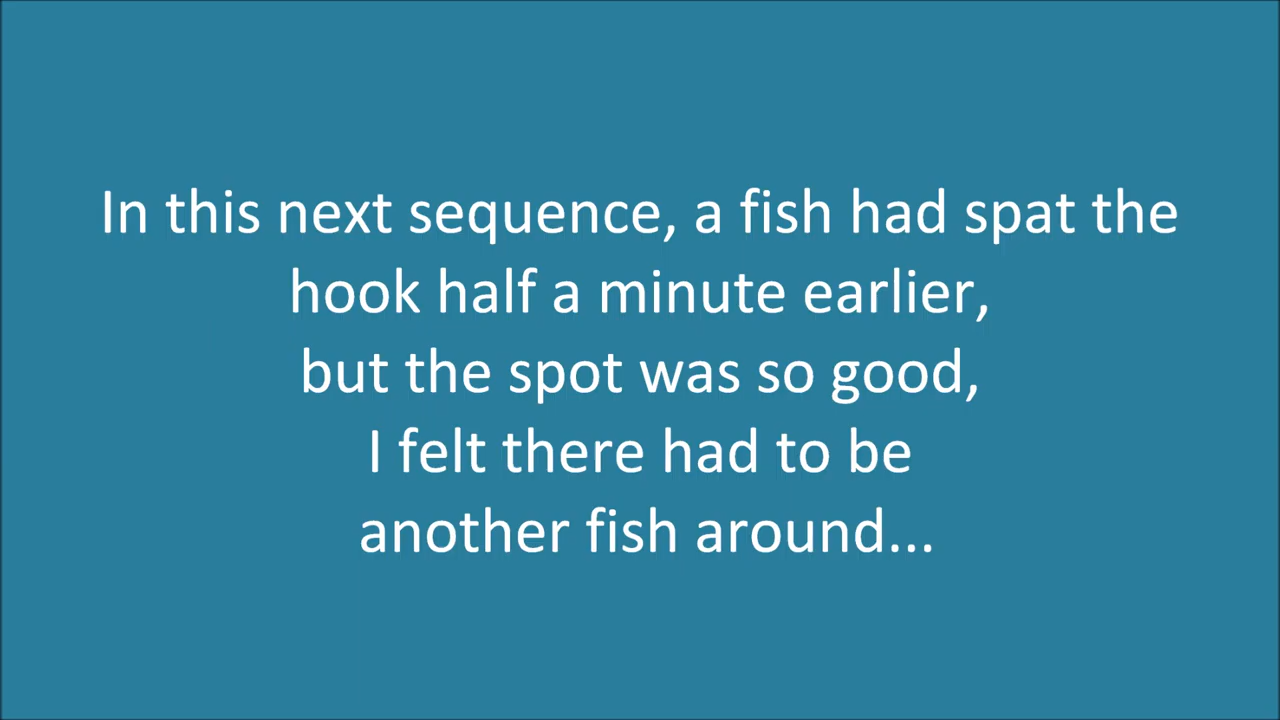 In this next sequence, a fish had spat the
hook half a minute earlier,
but the spot was so good,
I felt there had to be
another fish around...